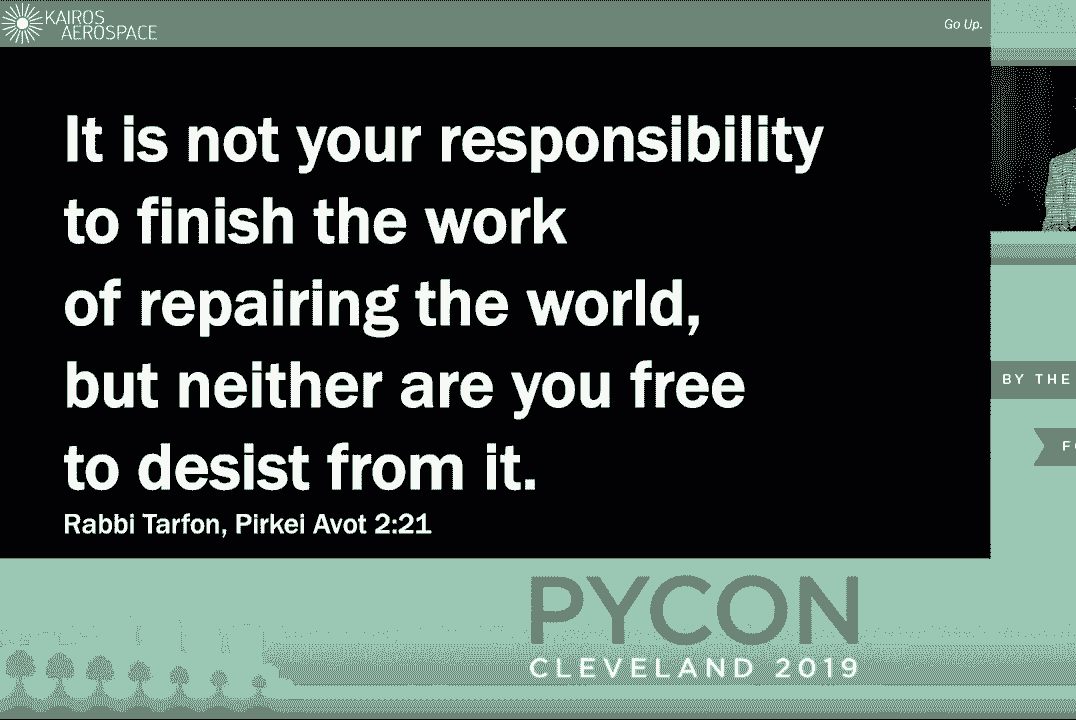 KAIROS
AEROSPACE
Go Up.
It is not your responsibility
to finish the work
of repairing the world,
but neither are you free
to desist from it.
Rabbi Tarfon, Pirkei Avot 2:21
BY THE
PYCON
CLEVELAND 2019